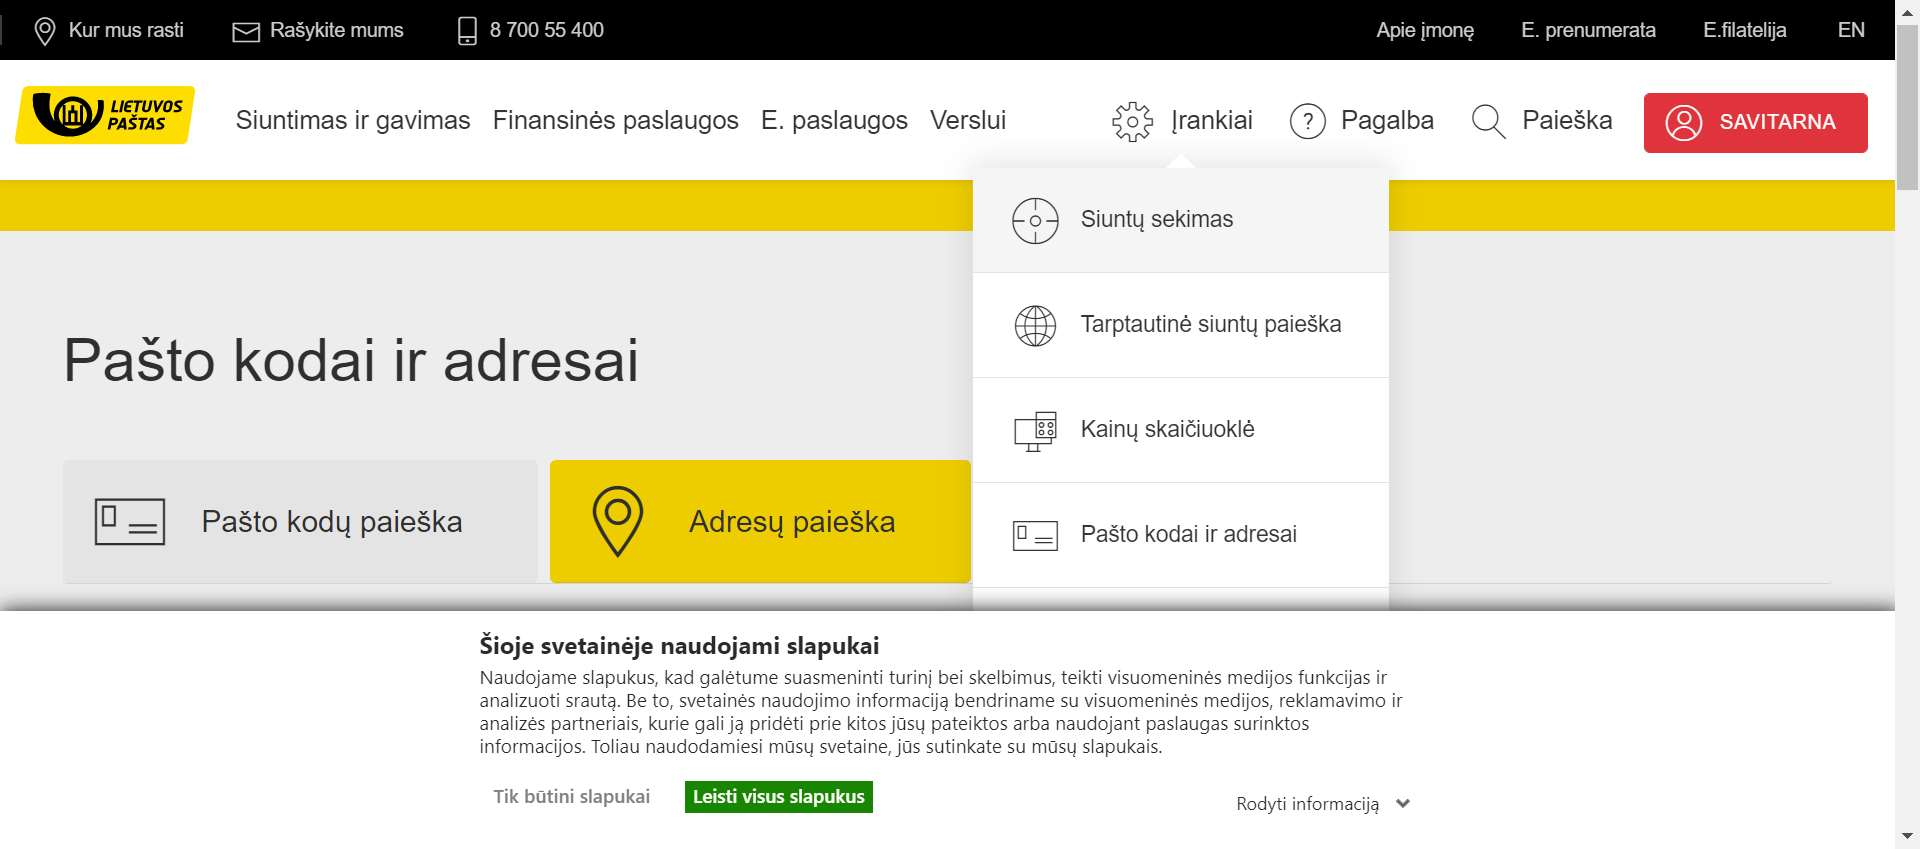 Kur mus rasti
Rašykite mums
8 700 55 400
Apie įmonę
E. prenumerata
E.filatelija
EN
LIETUVOS
PAŠTAS
Siuntimas ir gavimas
Finansinės paslaugos
E. paslaugos
Verslui
Įrankiai
Pagalba
Paieška
SAVITARNA
Siuntų sekimas
Tarptautinė siuntų paieška
Kainų skaičiuoklė
Pašto kodai ir adresai
Pašto kodai ir adresai
Pašto kodų paieška
Adresų paieška
Šioje svetainėje naudojami slapukai
Naudojame slapukus, kad galėtume suasmeninti turinį bei skelbimus, teikti visuomeninės medijos funkcijas ir
analizuoti srautą. Be to, svetainės naudojimo informaciją bendriname su visuomeninės medijos, reklamavimo ir
analizės partneriais, kurie gali ją pridėti prie kitos jūsų pateiktos arba naudojant paslaugas surinktos
informacijos. Toliau naudodamiesi mūsų svetaine, jūs sutinkate su mūsų slapukais.
Tik būtini slapukai
Leisti visus slapukus
Rodyti informaciją